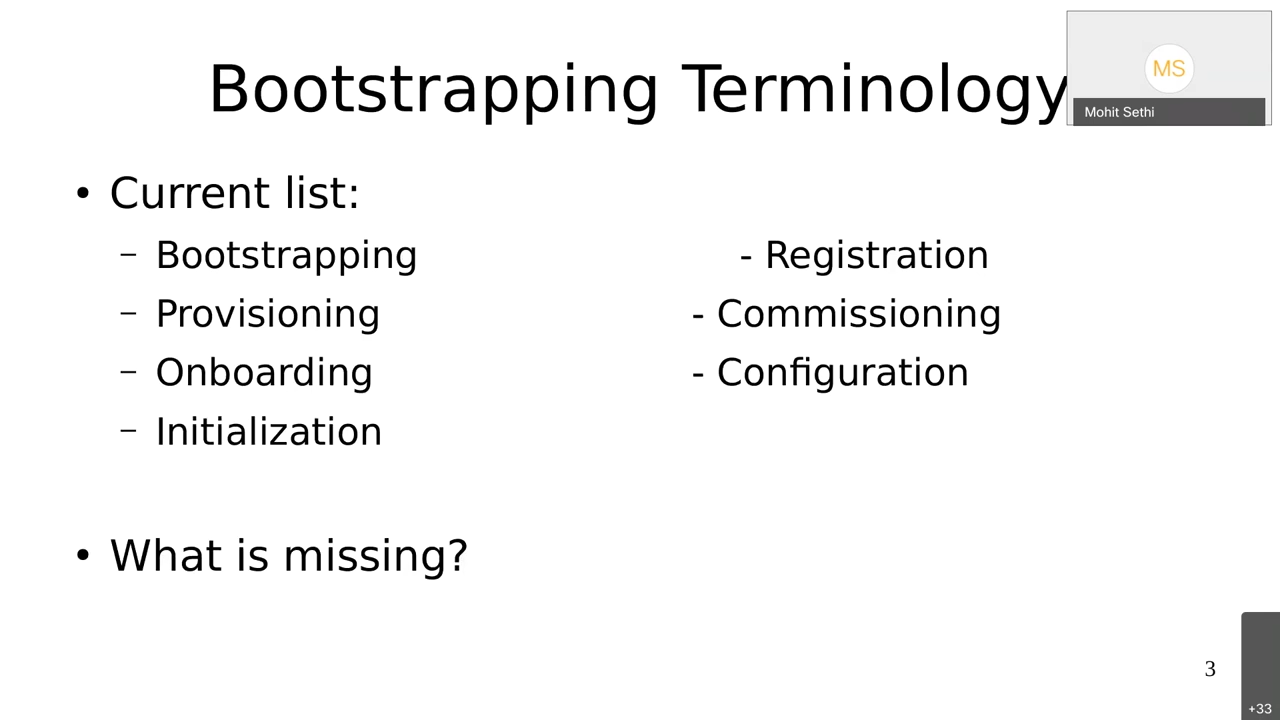 Bootstrapping Terminology
MS
Mohit Sethi
• Current list:
– Bootstrapping - Registration
– Provisioning - Commissioning
– Onboarding - Configuration
– Initialization
• What is missing?
3
+33